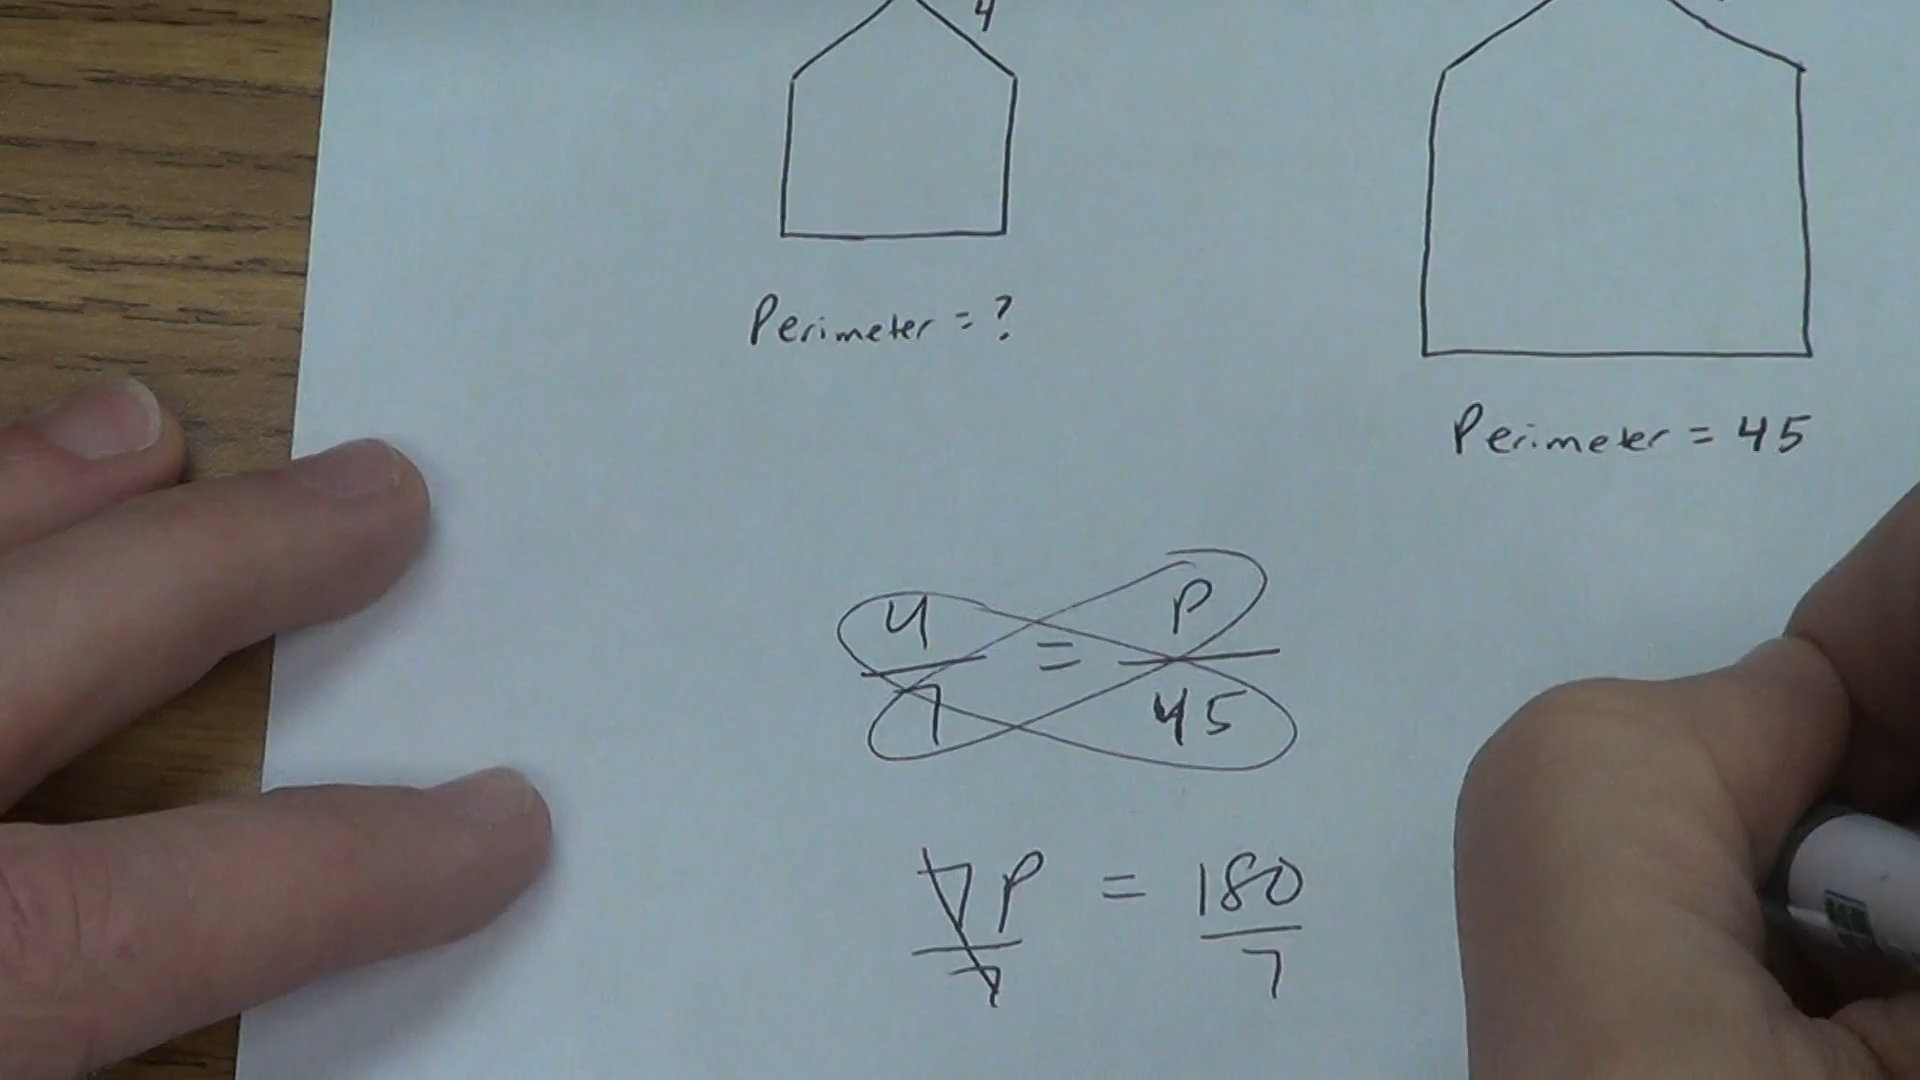 4
Perimeter = ?
Perimeter = 45
4 = P
7 45
7P = 180
7 7